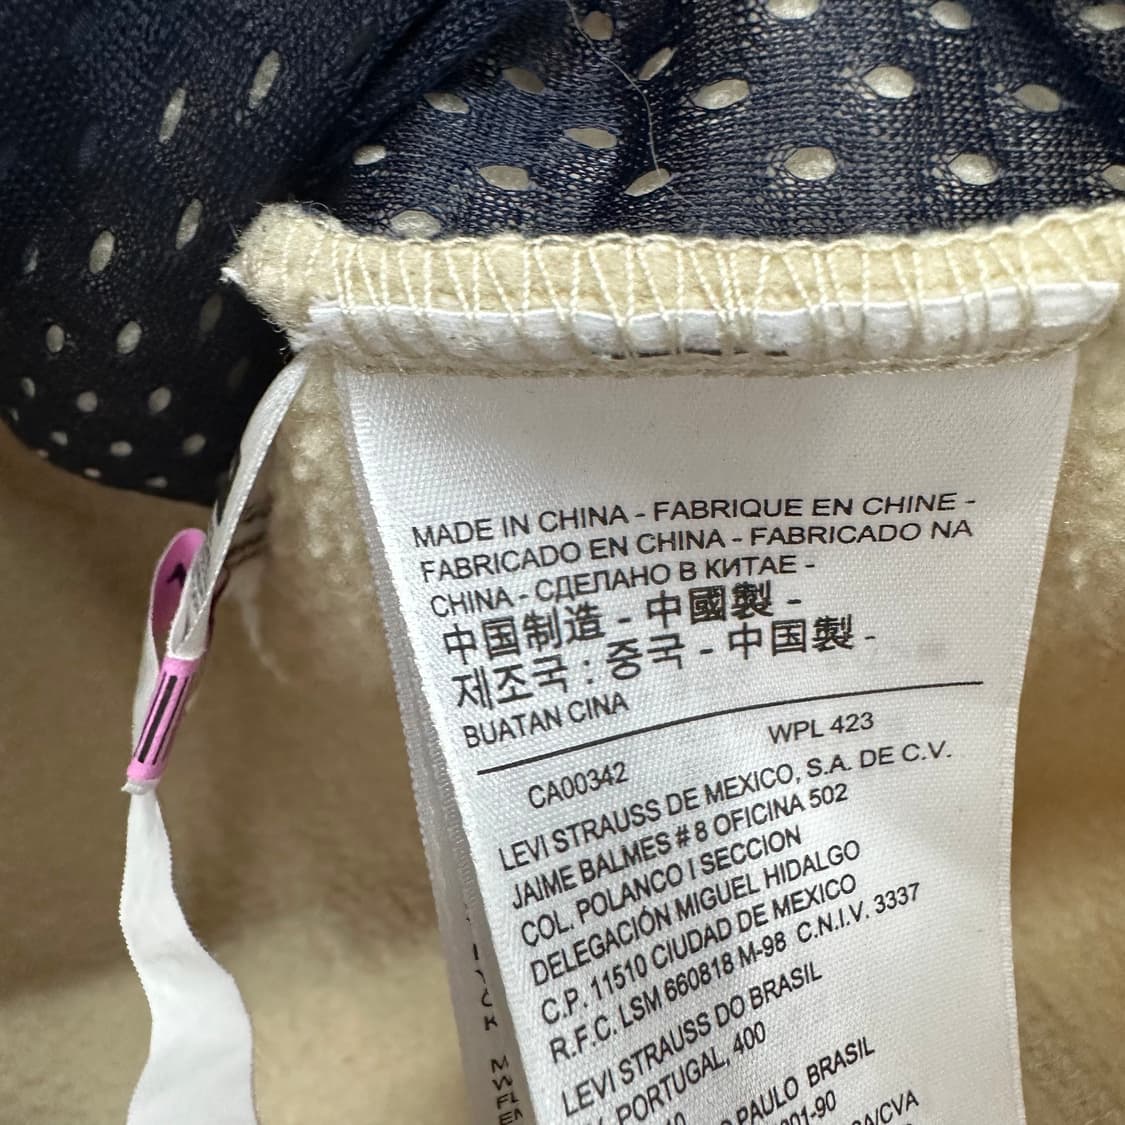 MADE IN CHINA - FABRIQUE EN CHINE -
FABRICADO EN CHINA - FABRICADO NA
CHINA - СДЕЛАНО В КИТАЕ -
中国制造 - 中國製 -
제조국 : 중국 - 中国製 -
BUATAN CINA
WPL 423
CA00342
LEVI STRAUSS DE MEXICO, S.A. DE C.V.
JAIME BALMES # 8 OFICINA 502
COL. POLANCO I SECCION
DELEGACIÓN MIGUEL HIDALGO
C.P. 11510 CIUDAD DE MEXICO
R.F.C. LSM 660818 M-98 C.N.I.V. 3337
LEVI STRAUSS DO BRASIL
PORTUGAL, 400
PAULO BRASIL